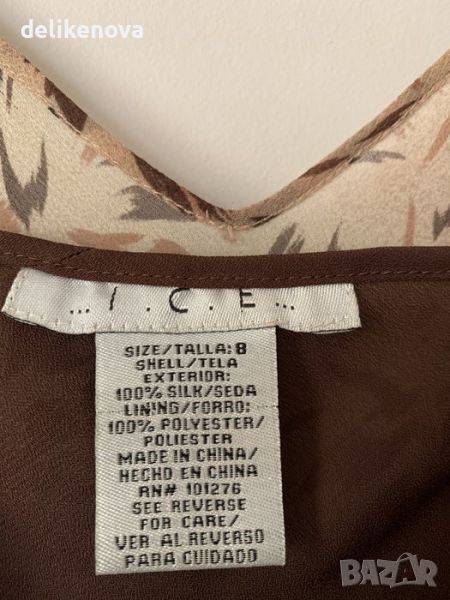 delikenova
...I.C.E...
SIZE/TALLA: 8
SHELL/TELA
EXTERIOR:
100% SILK/SEDA
LINING/FORRO:
100% POLYESTER/
POLIESTER
MADE IN CHINA/
HECHO EN CHINA
RN# 101276
SEE REVERSE
FOR CARE/
VER AL REVERSO
PARA CUIDADO
BAZAR